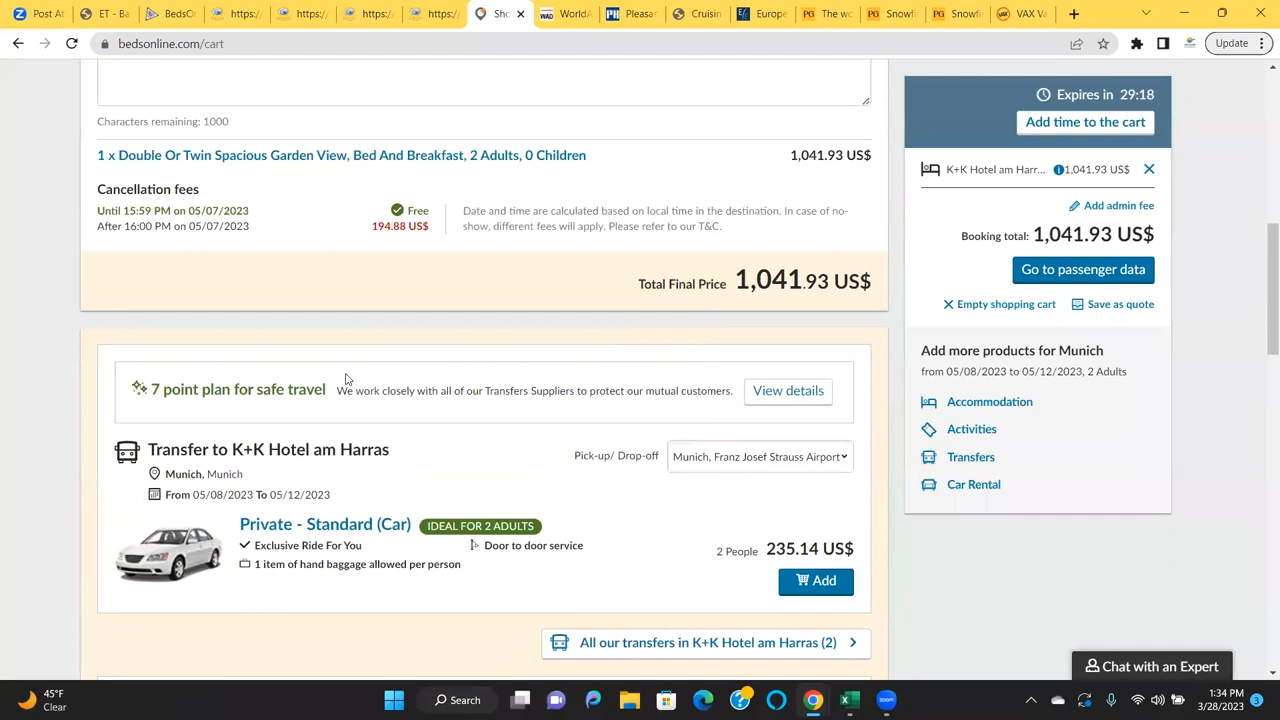 Post At
ET - Ba
BedsOr
https://
https://
https://
https://
Sho
WAD
WorldA
Pleasar
Cruisin
Europe
PG The wo
PG Snowfi
PG Snowfi
VAX Va
bedsonline.com/cart
Update
Characters remaining: 1000
1 x Double Or Twin Spacious Garden View, Bed And Breakfast, 2 Adults, 0 Children 1,041.93 US$
Cancellation fees
Until 15:59 PM on 05/07/2023 Free
After 16:00 PM on 05/07/2023 194.88 US$
Date and time are calculated based on local time in the destination. In case of no-
show, different fees will apply. Please refer to our T&C.
Total Final Price 1,041.93 US$
7 point plan for safe travel We work closely with all of our Transfers Suppliers to protect our mutual customers. View details
Transfer to K+K Hotel am Harras
Pick-up/ Drop-off Munich, Franz Josef Strauss Airport
Munich, Munich
From 05/08/2023 To 05/12/2023
Private - Standard (Car) IDEAL FOR 2 ADULTS
Exclusive Ride For You Door to door service
1 item of hand baggage allowed per person
2 People 235.14 US$
Add
All our transfers in K+K Hotel am Harras (2)
Expires in 29:18
Add time to the cart
K+K Hotel am Harr... 1,041.93 US$
Add admin fee
Booking total: 1,041.93 US$
Go to passenger data
Empty shopping cart Save as quote
Add more products for Munich
from 05/08/2023 to 05/12/2023, 2 Adults
Accommodation
Activities
Transfers
Car Rental
Chat with an Expert
45°F
Clear
Search
1:34 PM
3/28/2023
3